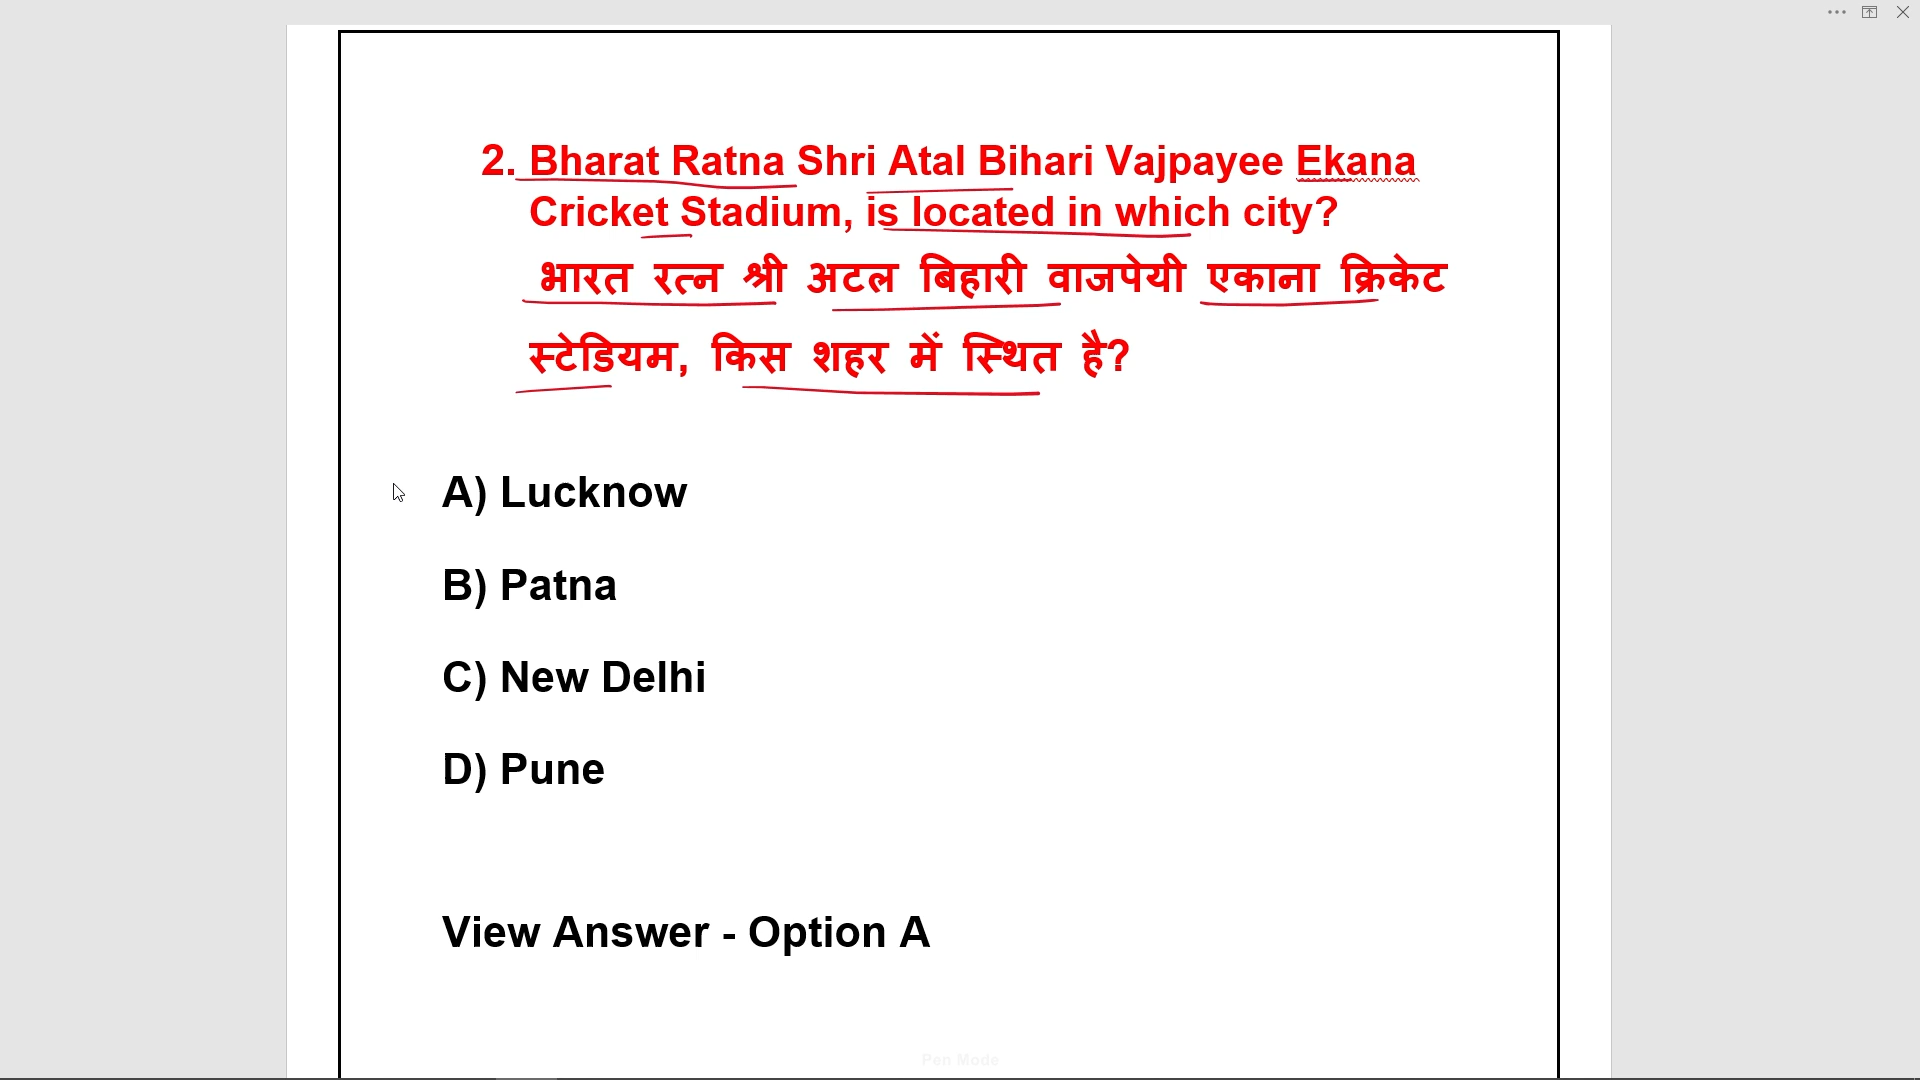 2. Bharat Ratna Shri Atal Bihari Vajpayee Ekana
Cricket Stadium, is located in which city?
भारत रत्न श्री अटल बिहारी वाजपेयी एकाना क्रिकेट
स्टेडियम, किस शहर में स्थित है?
A) Lucknow
B) Patna
C) New Delhi
D) Pune
View Answer - Option A
Pen Mode